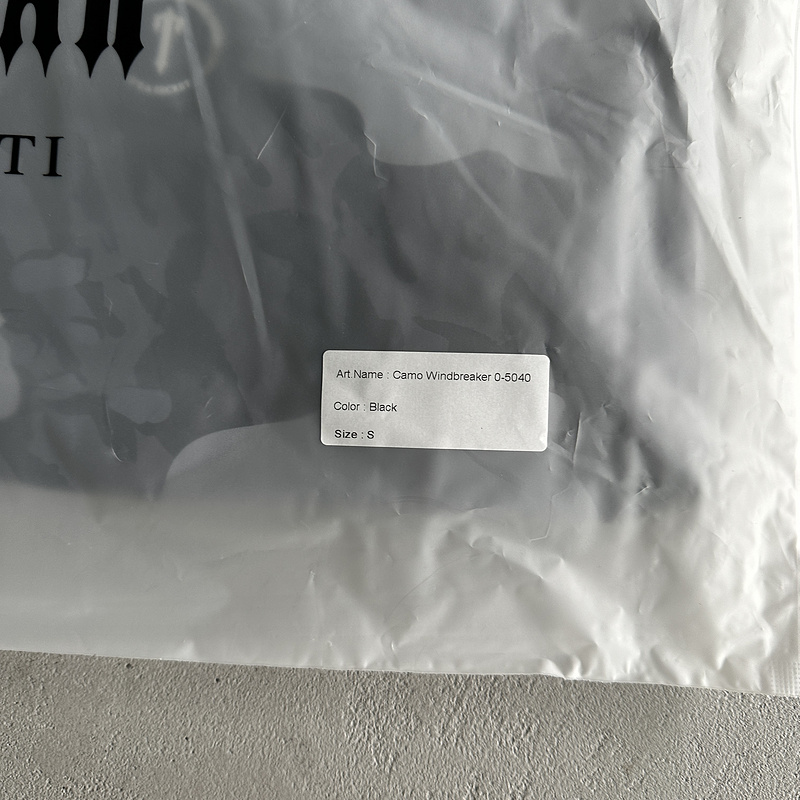 TI
Art.Name : Camo Windbreaker 0-5040
Color : Black
Size : S